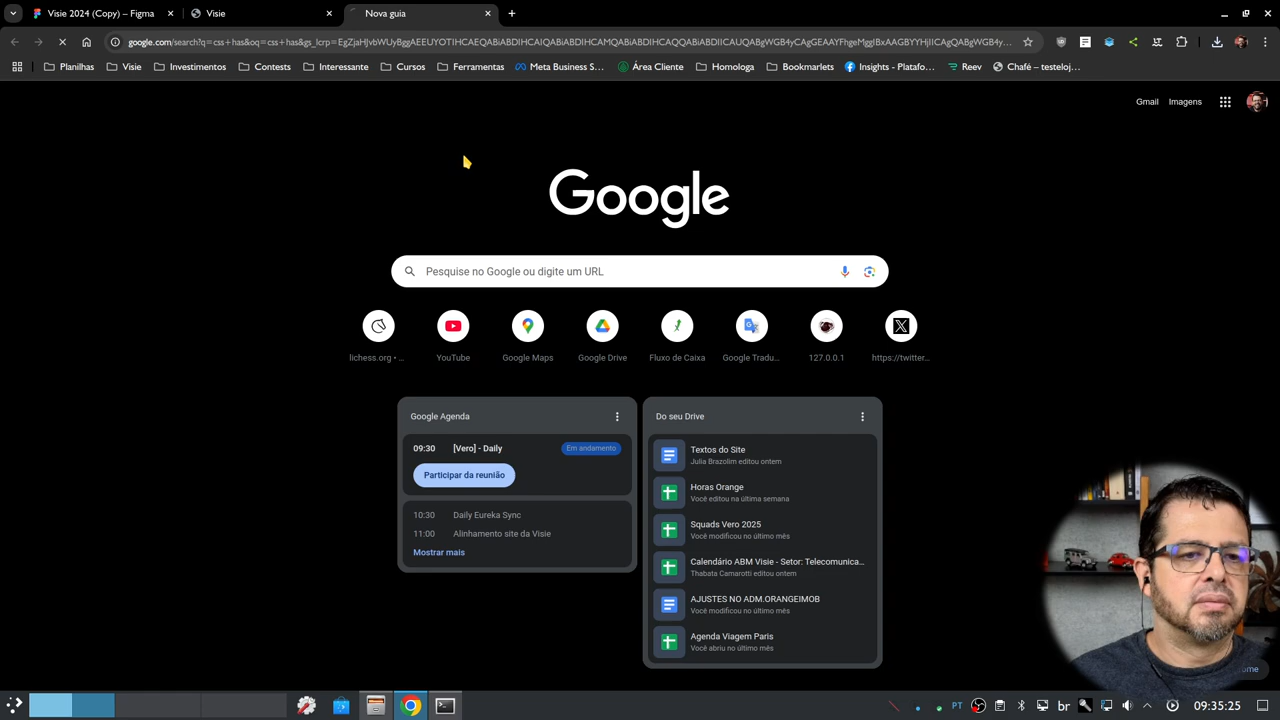 Visie 2024 (Copy) – Figma
Visie
Nova guia
google.com/search?q=css+has&oq=css+has&gs_lcrp=
Planilhas
Visie
Investimentos
Contests
Interessante
Cursos
Ferramentas
Meta Business S...
Área Cliente
Homologa
Bookmarklets
Insights - Platafo...
Reev
Chafé – testeloj...
Gmail
Imagens
Google
Pesquise no Google ou digite um URL
lichess.org • ...
YouTube
Google Maps
Google Drive
Fluxo de Caixa
Google Tradu...
127.0.0.1
https://twitter...
Google Agenda
09:30 [Vero] - Daily Em andamento
Participar da reunião
10:30 Daily Eureka Sync
11:00 Alinhamento site da Visie
Mostrar mais
Do seu Drive
Textos do Site
Julia Brazolim editou ontem
Horas Orange
Você editou na última semana
Squads Vero 2025
Você modificou no último mês
Calendário ABM Visie - Setor: Telecomunica...
Thabata Camarotti editou ontem
AJUSTES NO ADM.ORANGEIMOB
Você modificou no último mês
Agenda Viagem Paris
Você abriu no último mês
PT
br
09:35:25